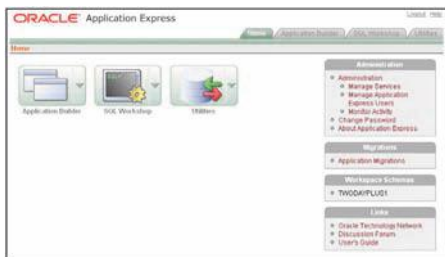 ORACLE Application Express
Logout Help
Home Application Builder SQL Workshop Utilities
Home
Application Builder
SQL Workshop
Utilities
Administration
Administration
Manage Services
Manage Application
Express Users
Monitor Activity
Change Password
About Application Express
Migrations
Application Migrations
Workspace Schemas
TWODAYPLUS1
Links
Oracle Technology Network
Discussion Forum
User's Guide